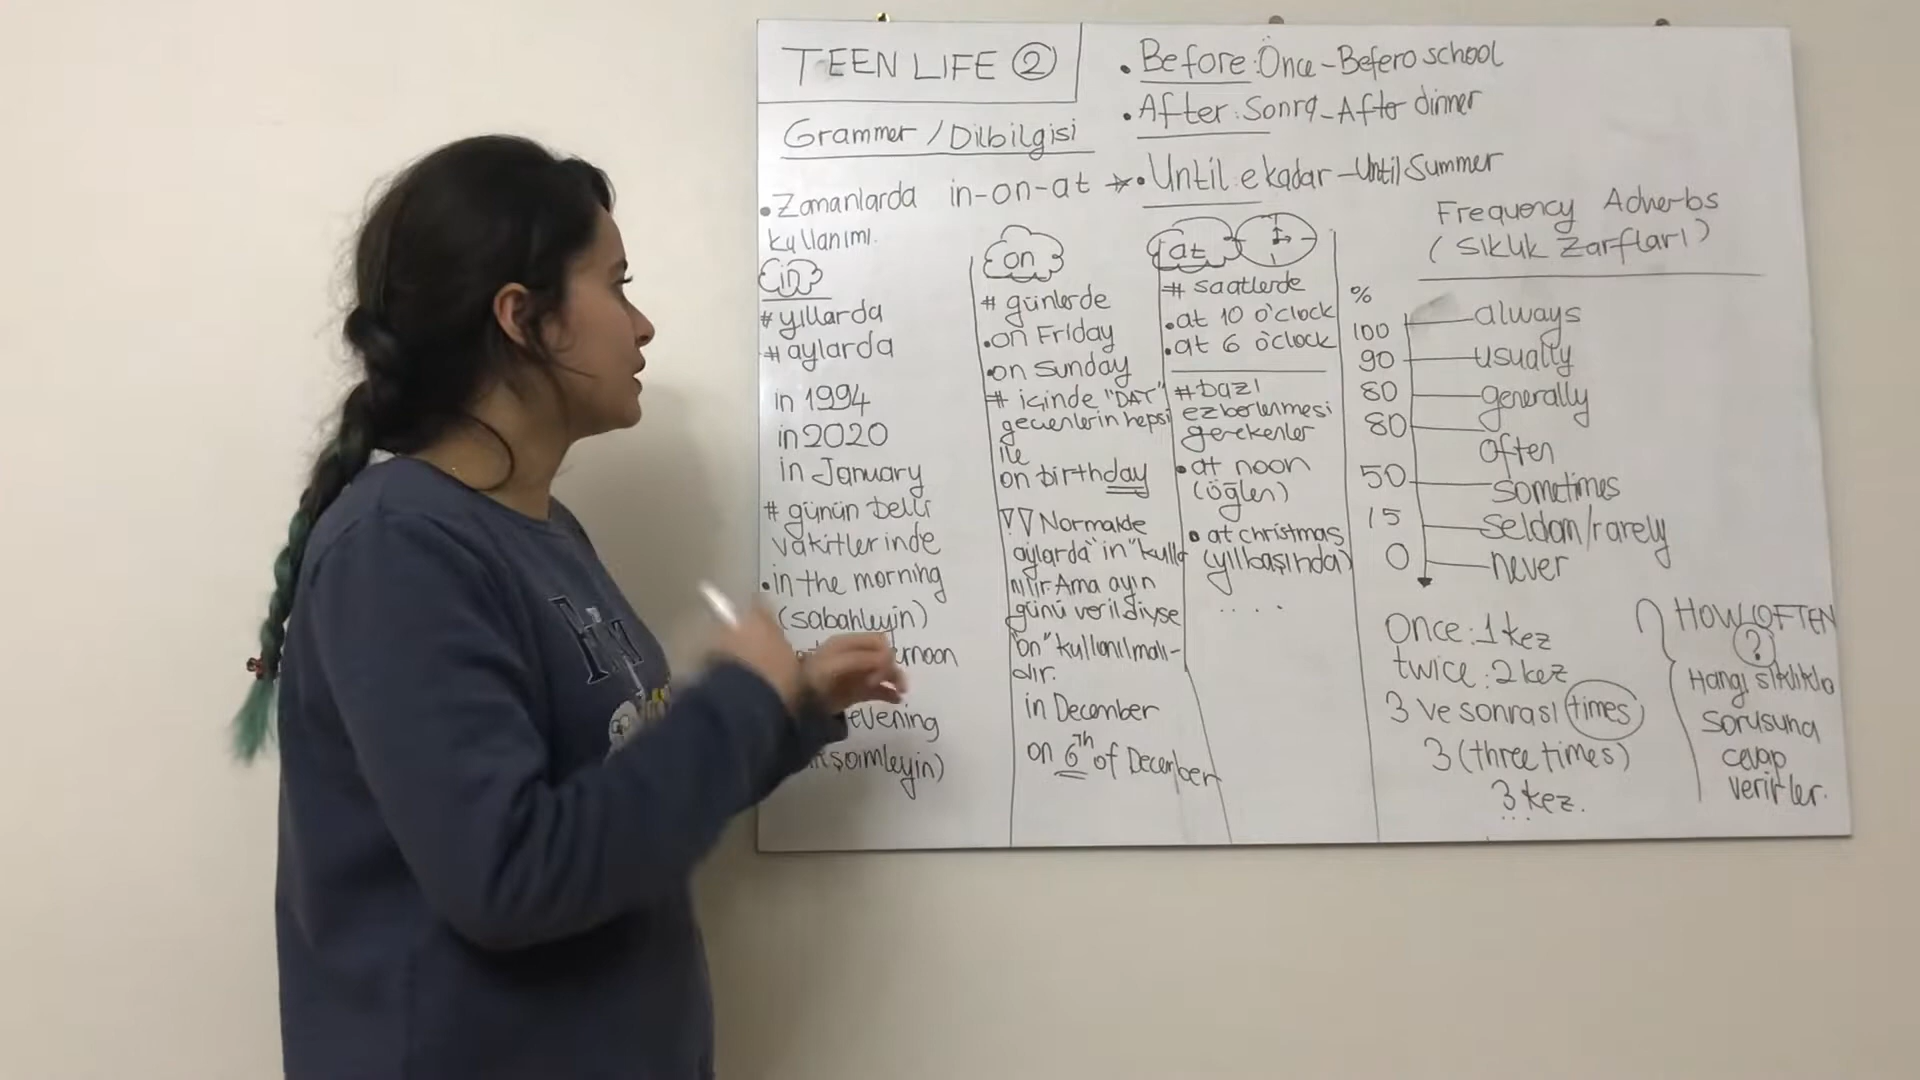 TEEN LIFE 2
Grammer / Dilbilgisi
• Before: Önce - Befero school
• After: Sonra - After dinner
• Zamanlarda in-on-at → • Until: e kadar - Until Summer
kullanımı.
in
# yıllarda
# aylarda
in 1994
in 2020
in January
# günün belli
vakitlerinde
• in the morning
(sabahleyin)
evening
on
# günlerde
• on Friday
• on Sunday
# içinde "DAY"
geçenlerin hepsi
ile
on birthday
Normalde
aylarda "in" kulla
nılır. Ama ayın
günü verildiyse
"on" kullanılmalı-
dır.
in December
on 6th of December
at
# saatlerde
• at 10 o'clock
• at 6 o'clock
# bazı
ezberlenmesi
gerekenler
• at noon
(öğlen)
• at christmas
(yılbaşında)
. . . .
Frequency Adverbs
(Sıklık Zarfları)
%
100 always
90 usually
80 generally
80 often
50 sometimes
15 seldom/rarely
0 never
Once: 1 kez
twice: 2 kez
3 ve sonrası times
3 (three times)
3 kez.
...
HOW OFTEN
?
Hangi sıklıkla
sorusuna
cevap
verirler.